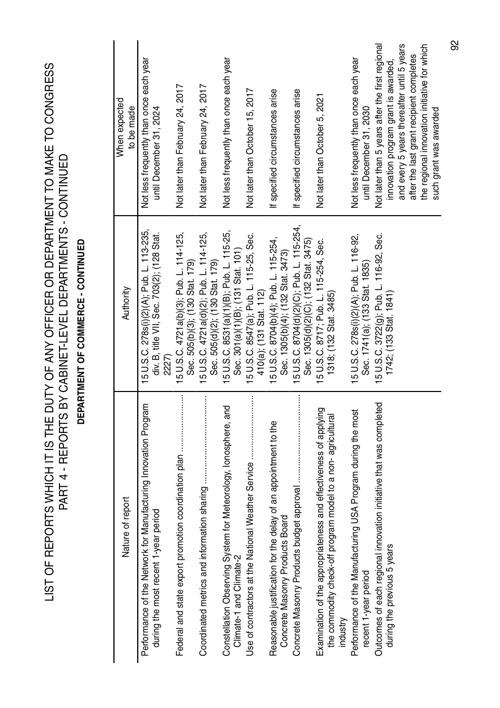 LIST OF REPORTS WHICH IT IS THE DUTY OF ANY OFFICER OR DEPARTMENT TO MAKE TO CONGRESS
PART 4 - REPORTS BY CABINET-LEVEL DEPARTMENTS - CONTINUED
DEPARTMENT OF COMMERCE - CONTINUED
Nature of report
Authority
When expected
to be made
Performance of the Network for Manufacturing Innovation Program
during the most recent 1-year period
15 U.S.C. 278s(i)(2)(A); Pub. L. 113-235,
div. B, title VII, Sec. 703(2); (128 Stat.
2227)
Not less frequently than once each year
until December 31, 2024
Federal and state export promotion coordination plan
15 U.S.C. 4721a(b)(3); Pub. L. 114-125,
Sec. 505(b)(3); (130 Stat. 179)
Not later than February 24, 2017
Coordinated metrics and information sharing
15 U.S.C. 4721a(d)(2); Pub. L. 114-125,
Sec. 505(d)(2); (130 Stat. 179)
Not later than February 24, 2017
Constellation Observing System for Meteorology, Ionosphere, and
Climate-1 and Climate-2
15 U.S.C. 8531(a)(1)(B); Pub. L. 115-25,
Sec. 301(a)(1)(B); (131 Stat. 101)
Not less frequently than once each year
Use of contractors at the National Weather Service
15 U.S.C. 8547(a); Pub. L. 115-25, Sec.
410(a); (131 Stat. 112)
Not later than October 15, 2017
Reasonable justification for the delay of an appointment to the
Concrete Masonry Products Board
15 U.S.C. 8704(b)(4); Pub. L. 115-254,
Sec. 1305(b)(4); (132 Stat. 3473)
If specified circumstances arise
Concrete Masonry Products budget approval
15 U.S.C. 8704(d)(2)(C); Pub. L. 115-254,
Sec. 1305(d)(2)(C); (132 Stat. 3475)
If specified circumstances arise
Examination of the appropriateness and effectiveness of applying
the commodity check-off program model to a non- agricultural
industry
15 U.S.C. 8717; Pub. L. 115-254, Sec.
1318; (132 Stat. 3485)
Not later than October 5, 2021
Performance of the Manufacturing USA Program during the most
recent 1-year period
15 U.S.C. 278s(i)(2)(A); Pub. L. 116-92,
Sec. 1741(a); (133 Stat. 1835)
Not less frequently than once each year
until December 31, 2030
Outcomes of each regional innovation initiative that was completed
during the previous 5 years
15 U.S.C. 3722(g); Pub. L. 116-92, Sec.
1742; (133 Stat. 1841)
Not later than 5 years after the first regional
innovation program grant is awarded,
and every 5 years thereafter until 5 years
after the last grant recipient completes
the regional innovation initiative for which
such grant was awarded
92